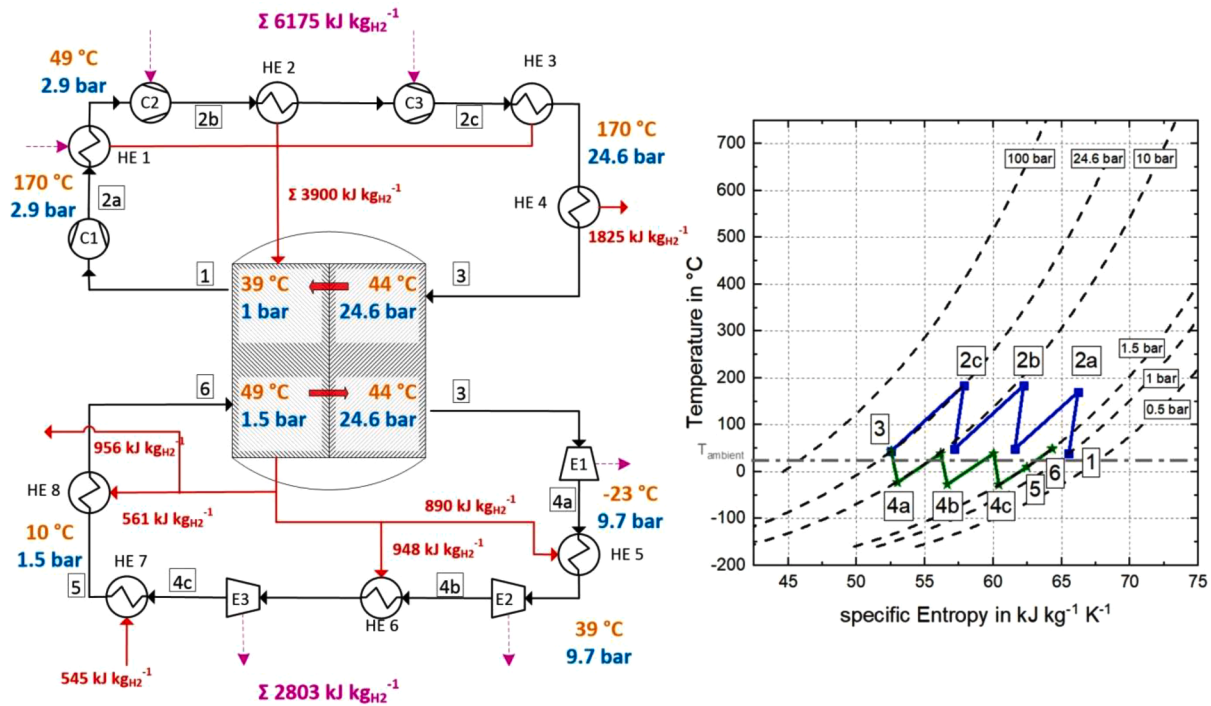 Σ 6175 kJ kgH2⁻¹
49 °C
2.9 bar
C2
2b
HE 2
C3
2c
HE 3
HE 1
170 °C
2.9 bar
2a
C1
Σ 3900 kJ kgH2⁻¹
170 °C
24.6 bar
HE 4
1825 kJ kgH2⁻¹
1
3
39 °C
1 bar
44 °C
24.6 bar
49 °C
1.5 bar
44 °C
24.6 bar
6
3
956 kJ kgH2⁻¹
HE 8
561 kJ kgH2⁻¹
890 kJ kgH2⁻¹
948 kJ kgH2⁻¹
E1
4a
-23 °C
9.7 bar
HE 5
10 °C
1.5 bar
5
HE 7
4c
E3
HE 6
4b
E2
39 °C
9.7 bar
545 kJ kgH2⁻¹
Σ 2803 kJ kgH2⁻¹
Temperature in °C
700
600
500
400
300
200
100
Tambient
0
-100
-200
100 bar
24.6 bar
10 bar
1.5 bar
1 bar
0.5 bar
2c
2b
2a
3
4a
4b
4c
5
6
1
45
50
55
60
65
70
75
specific Entropy in kJ kg⁻¹ K⁻¹